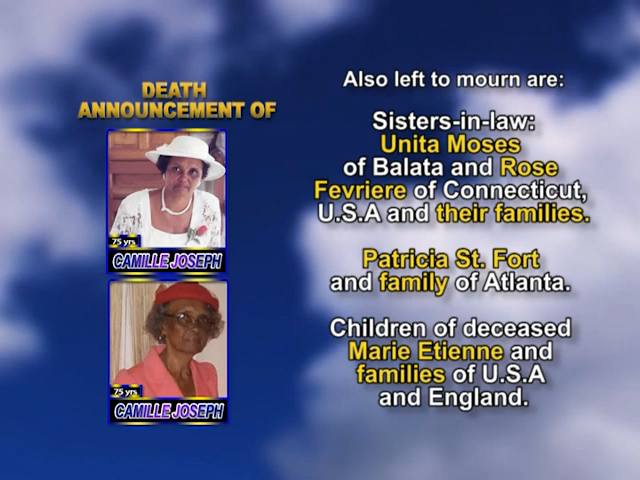 DEATH
ANNOUNCEMENT OF
75 yrs
CAMILLE JOSEPH
75 yrs
CAMILLE JOSEPH
Also left to mourn are:
Sisters-in-law:
Unita Moses
of Balata and Rose
Fevriere of Connecticut,
U.S.A and their families.
Patricia St. Fort
and family of Atlanta.
Children of deceased
Marie Etienne and
families of U.S.A
and England.